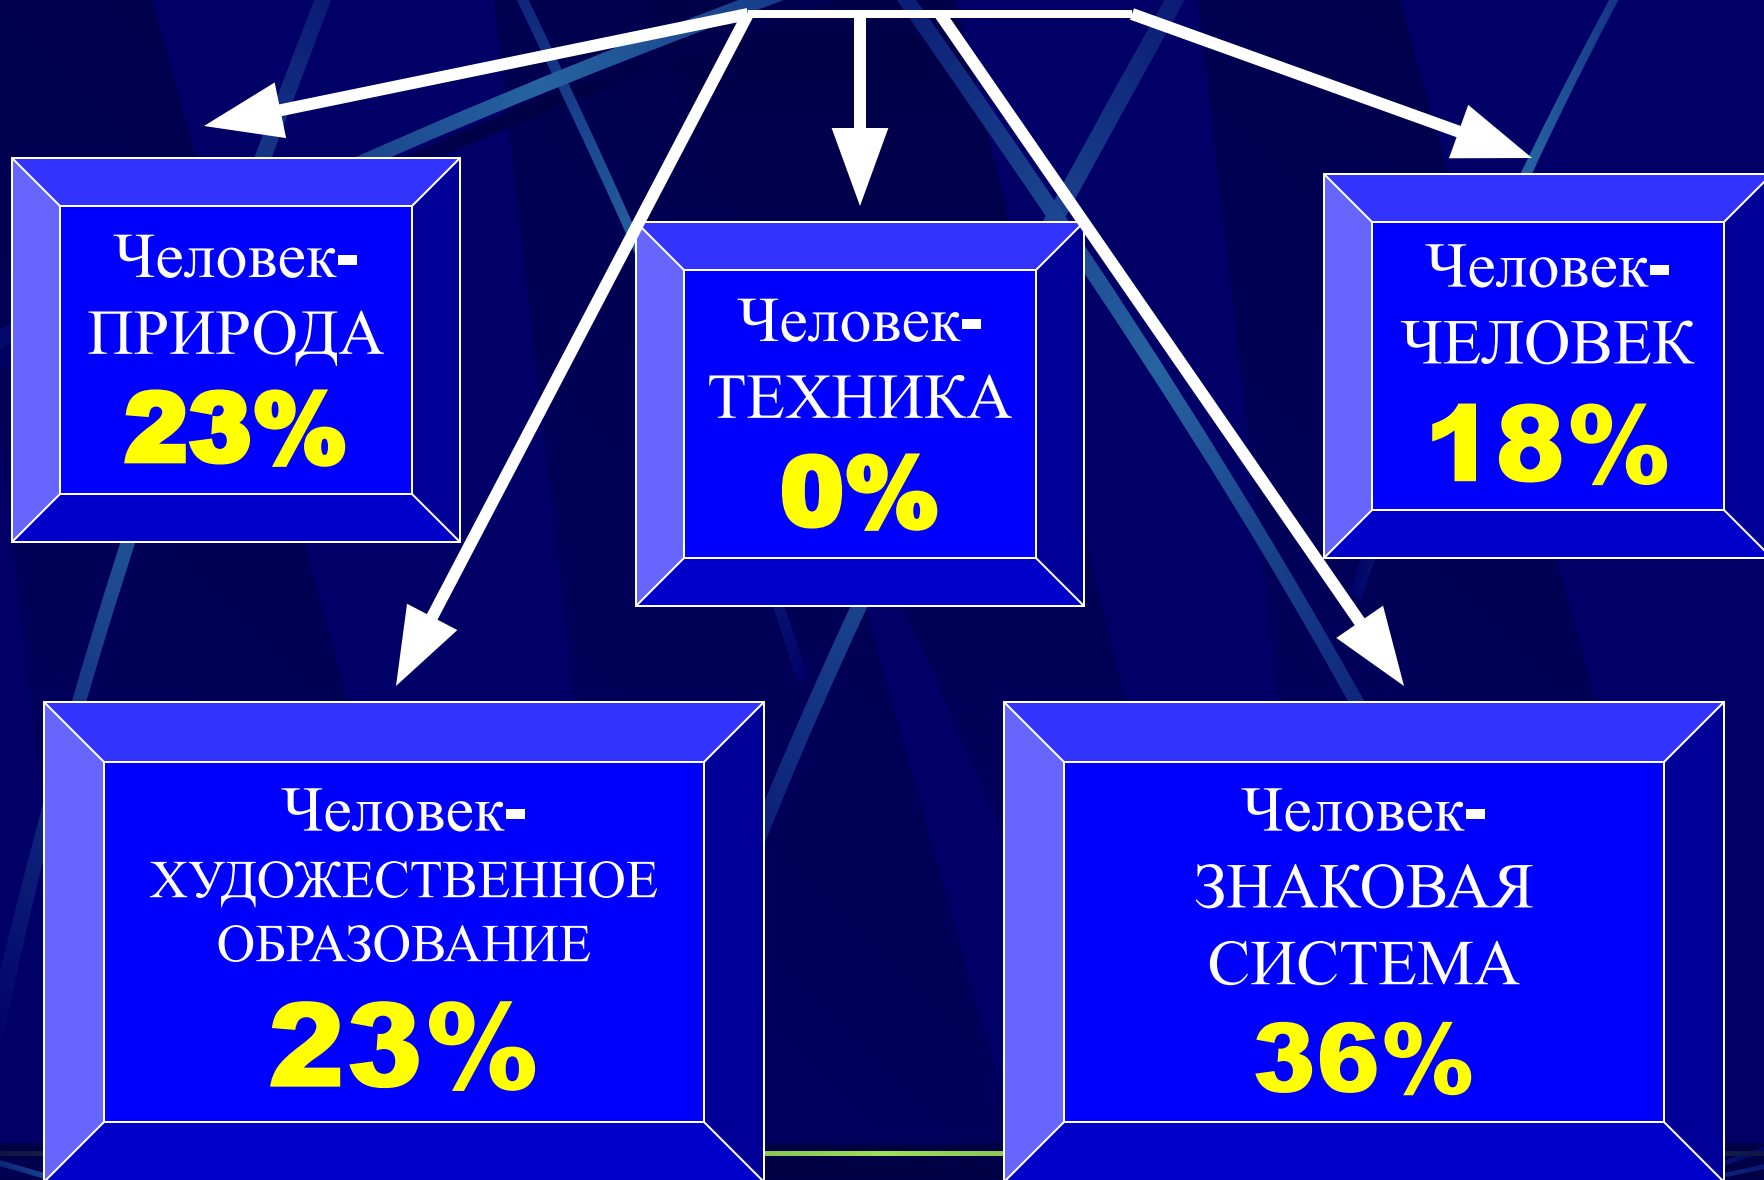 Человек-
ПРИРОДА
23%
Человек-
ТЕХНИКА
0%
Человек-
ЧЕЛОВЕК
18%
Человек-
ХУДОЖЕСТВЕННОЕ
ОБРАЗОВАНИЕ
23%
Человек-
ЗНАКОВАЯ
СИСТЕМА
36%